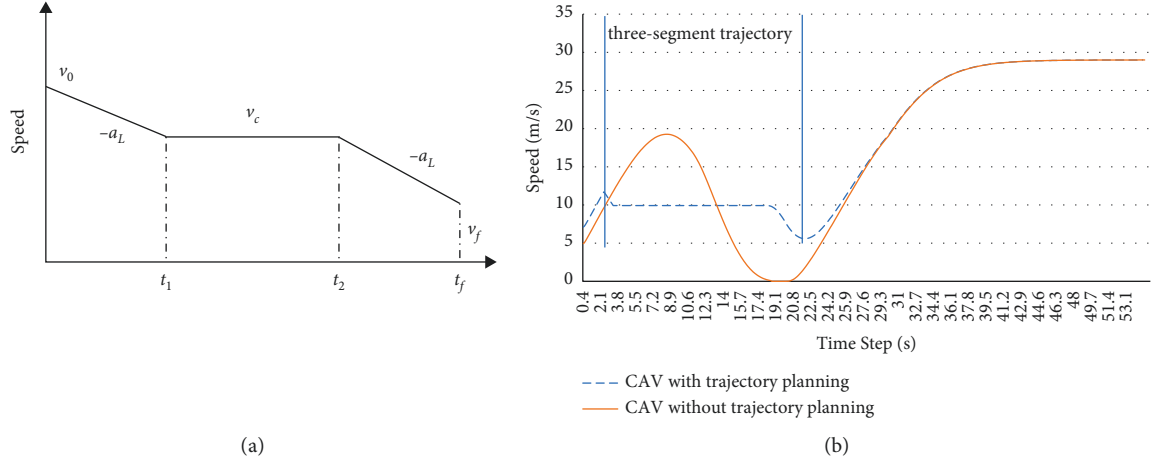 Speed
v0
–aL
vc
–aL
vf
t1
t2
tf
(a)
Speed (m/s)
35
30
25
20
15
10
5
0
three-segment trajectory
0.4 2.1 3.8 5.5 7.2 8.9 10.6 12.3 14 15.7 17.4 19.1 20.8 22.5 24.2 25.9 27.6 29.3 31 32.7 34.4 36.1 37.8 39.5 41.2 42.9 44.6 46.3 48 49.7 51.4 53.1
Time Step (s)
CAV with trajectory planning
CAV without trajectory planning
(b)